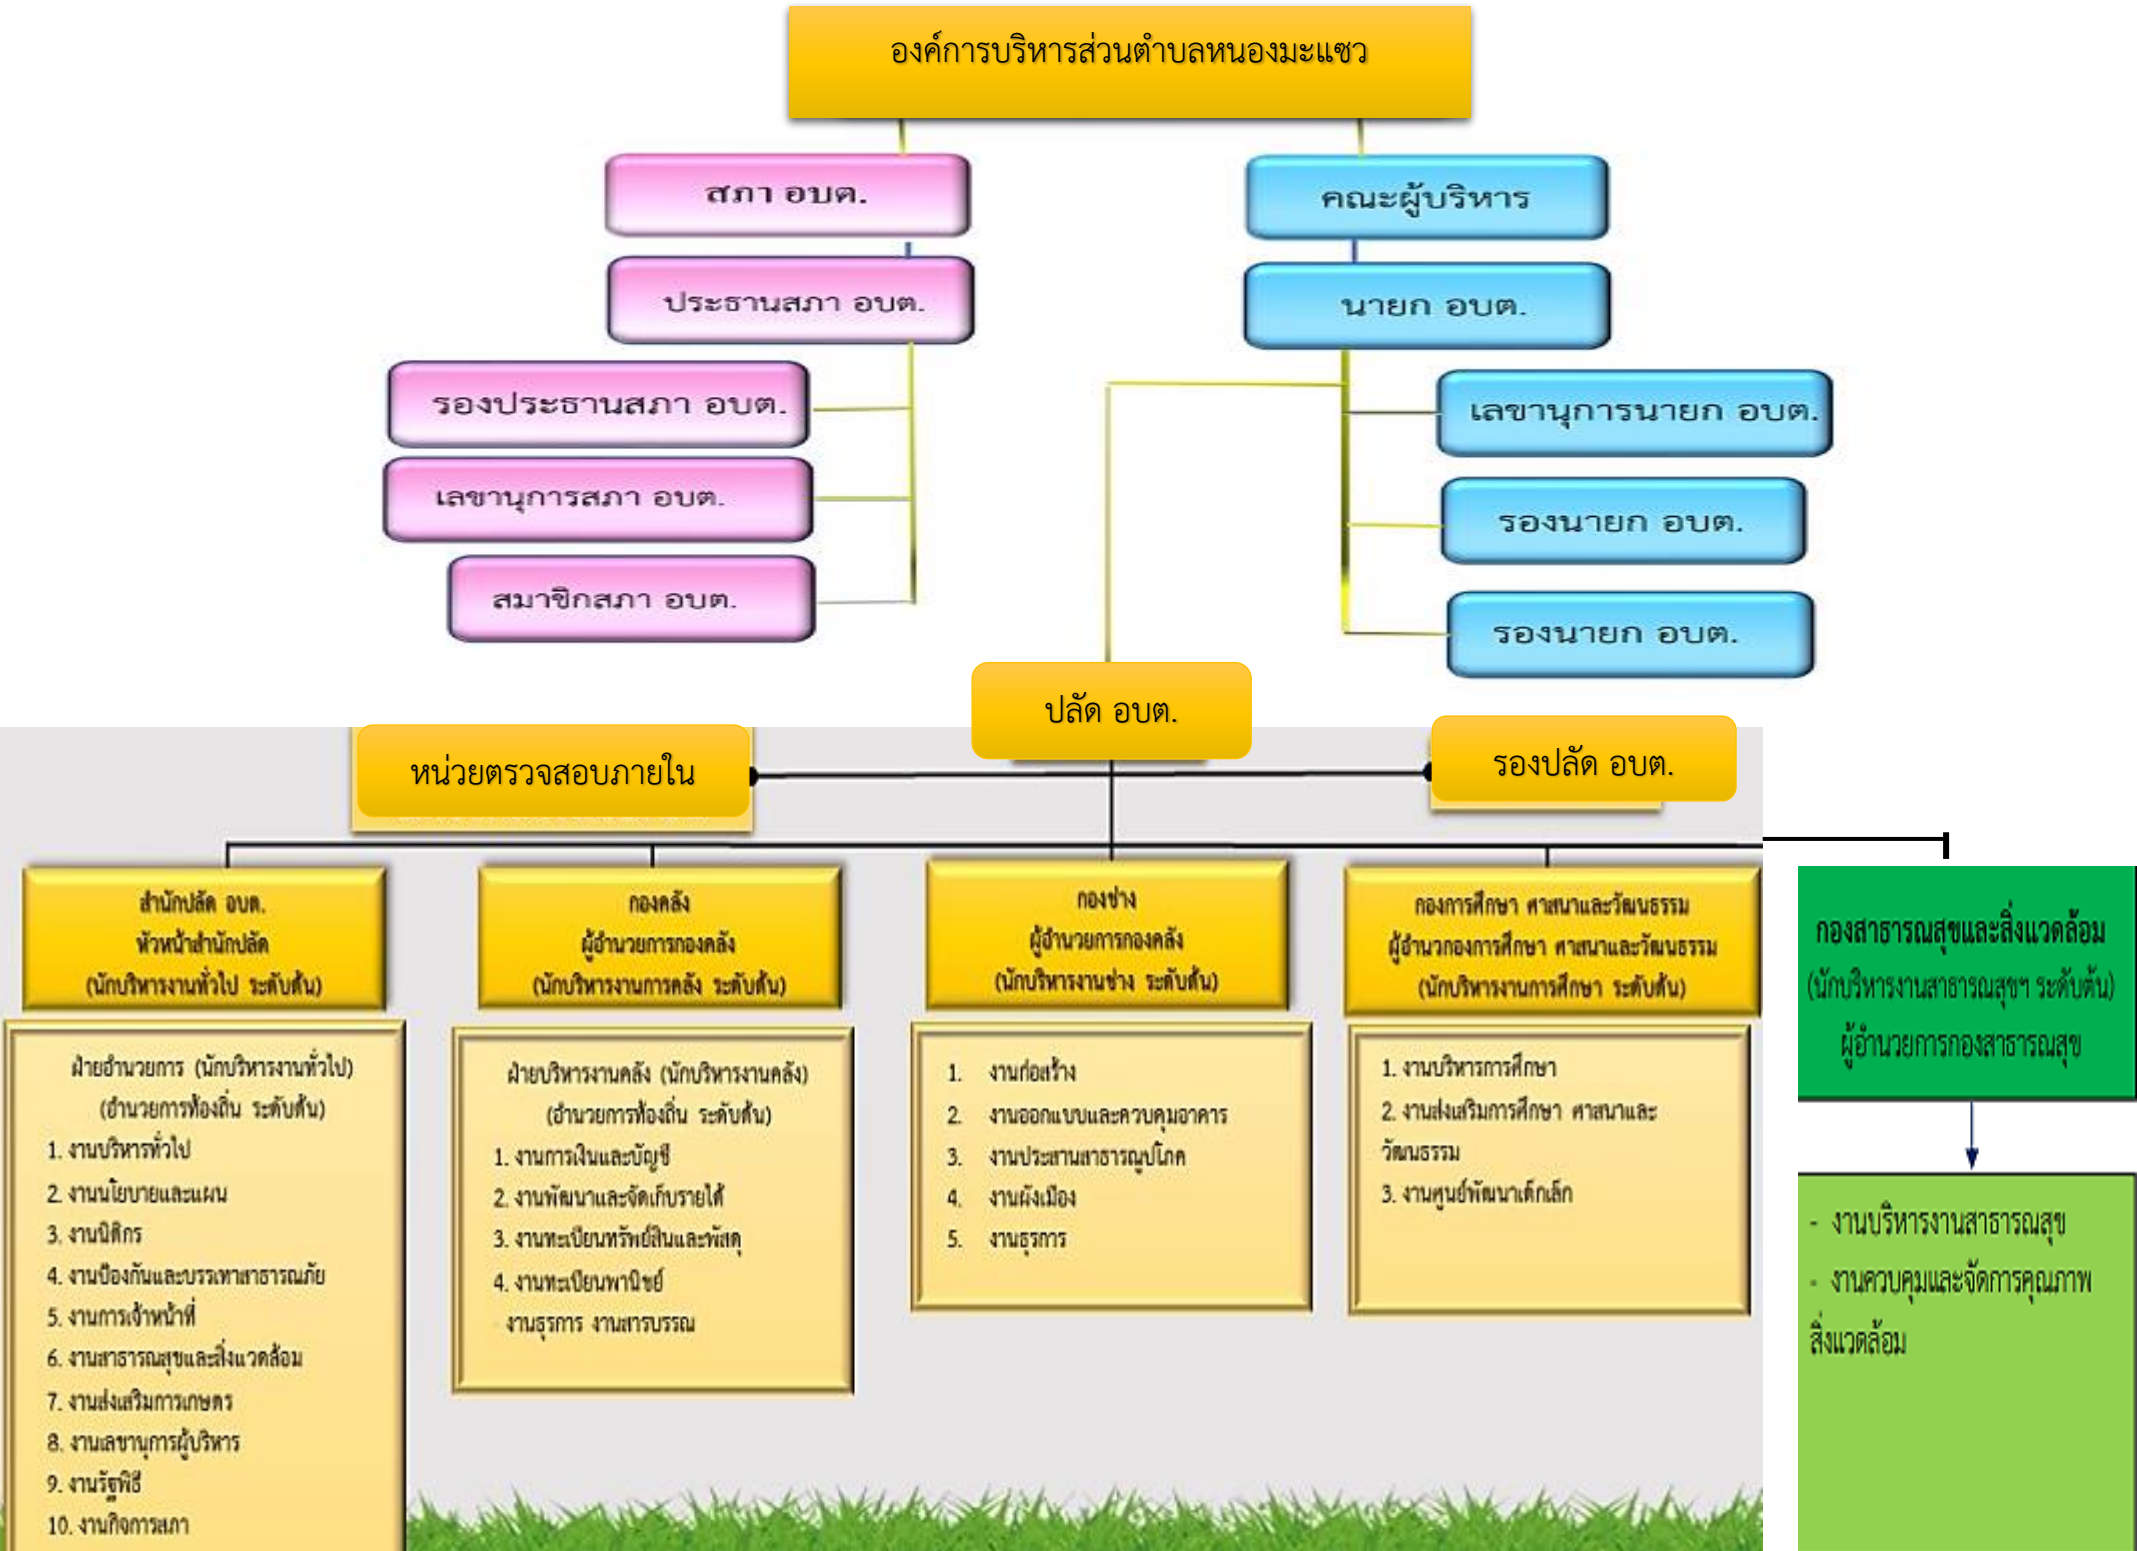 องค์การบริหารส่วนตำบลหนองมะแซว
สภา อบต.
คณะผู้บริหาร
ประธานสภา อบต.
นายก อบต.
รองประธานสภา อบต.
เลขานุการสภา อบต.
สมาชิกสภา อบต.
เลขานุการนายก อบต.
รองนายก อบต.
รองนายก อบต.
ปลัด อบต.
หน่วยตรวจสอบภายใน
รองปลัด อบต.
สำนักปลัด อบต.
หัวหน้าสำนักปลัด
(นักบริหารงานทั่วไป ระดับต้น)
ฝ่ายอำนวยการ (นักบริหารงานทั่วไป)
(อำนวยการท้องถิ่น ระดับต้น)
1. งานบริหารทั่วไป
2. งานนโยบายและแผน
3. งานนิติกร
4. งานป้องกันและบรรเทาสาธารณภัย
5. งานการเจ้าหน้าที่
6. งานสาธารณสุขและสิ่งแวดล้อม
7. งานส่งเสริมการเกษตร
8. งานเลขานุการผู้บริหาร
9. งานรัฐพิธี
10. งานกิจการสภา
กองคลัง
ผู้อำนวยการกองคลัง
(นักบริหารงานการคลัง ระดับต้น)
ฝ่ายบริหารงานคลัง (นักบริหารงานคลัง)
(อำนวยการท้องถิ่น ระดับต้น)
1. งานการเงินและบัญชี
2. งานพัฒนาและจัดเก็บรายได้
3. งานทะเบียนทรัพย์สินและพัสดุ
4. งานทะเบียนพานิชย์
งานธุรการ งานสารบรรณ
กองช่าง
ผู้อำนวยการกองคลัง
(นักบริหารงานช่าง ระดับต้น)
1. งานก่อสร้าง
2. งานออกแบบและควบคุมอาคาร
3. งานประสานสาธารณูปโภค
4. งานผังเมือง
5. งานธุรการ
กองการศึกษา ศาสนาและวัฒนธรรม
ผู้อำนวกองการศึกษา ศาสนาและวัฒนธรรม
(นักบริหารงานการศึกษา ระดับต้น)
1. งานบริหารการศึกษา
2. งานส่งเสริมการศึกษา ศาสนาและ
วัฒนธรรม
3. งานศูนย์พัฒนาเด็กเล็ก
กองสาธารณสุขและสิ่งแวดล้อม
(นักบริหารงานสาธารณสุขฯ ระดับต้น)
ผู้อำนวยการกองสาธารณสุข
- งานบริหารงานสาธารณสุข
- งานควบคุมและจัดการคุณภาพ
สิ่งแวดล้อม